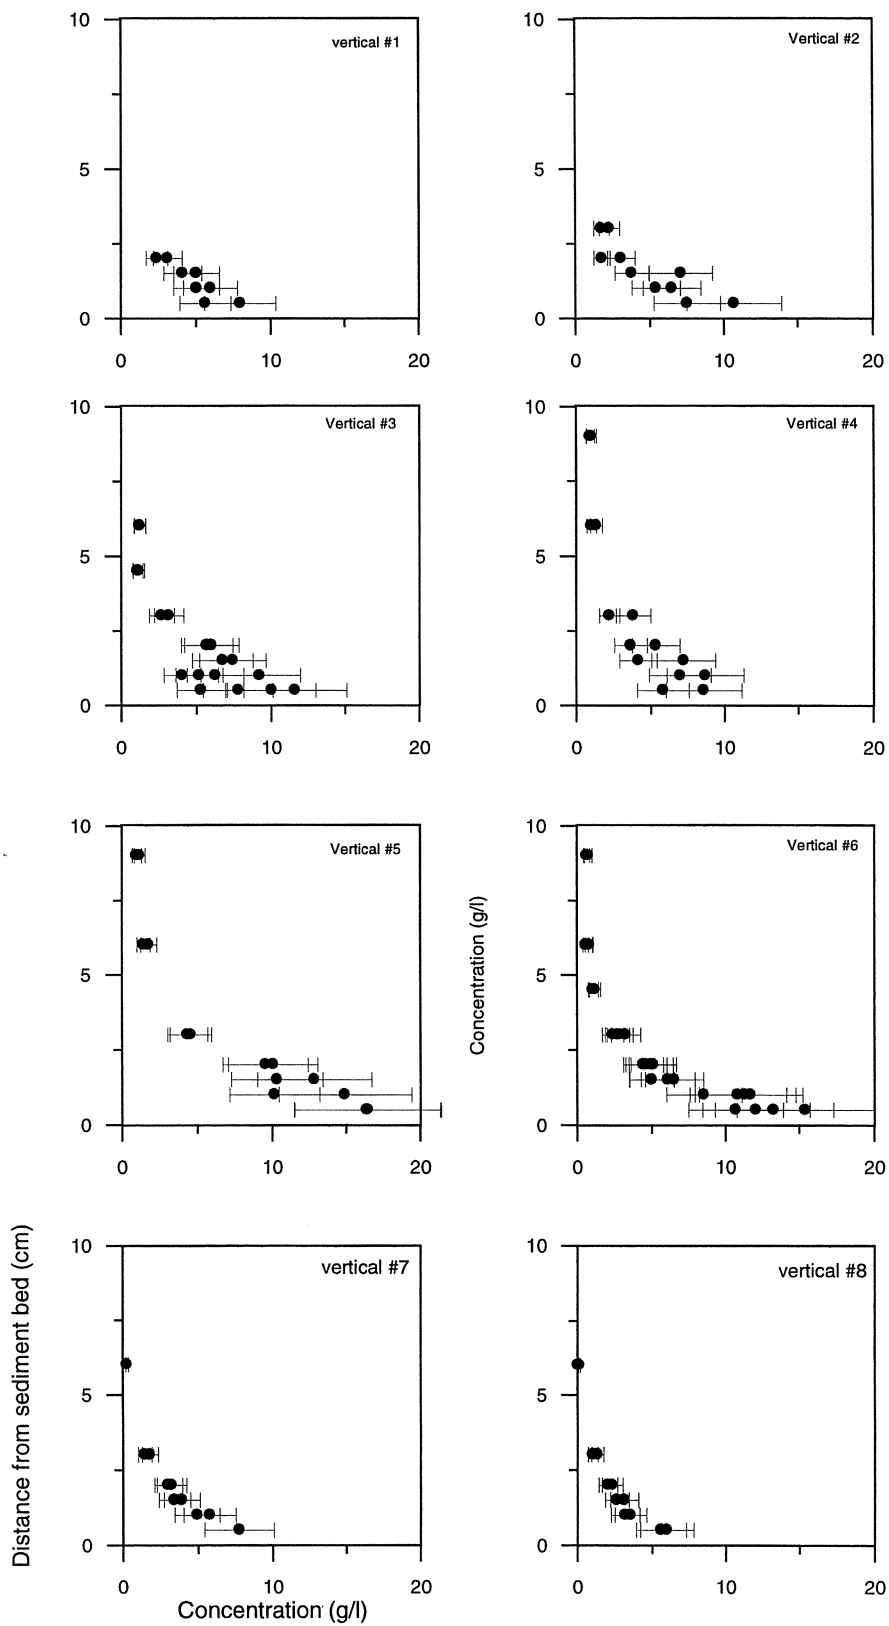 10
vertical #1
5
0
0 10 20
10
Vertical #2
5
0
0 10 20
10
Vertical #3
5
0
0 10 20
10
Vertical #4
5
0
0 10 20
10
Vertical #5
5
0
0 10 20
Concentration (g/l)
10
Vertical #6
5
0
0 10 20
Distance from sediment bed (cm)
10
vertical #7
5
0
0 10 20
Concentration (g/l)
10
vertical #8
5
0
0 10 20